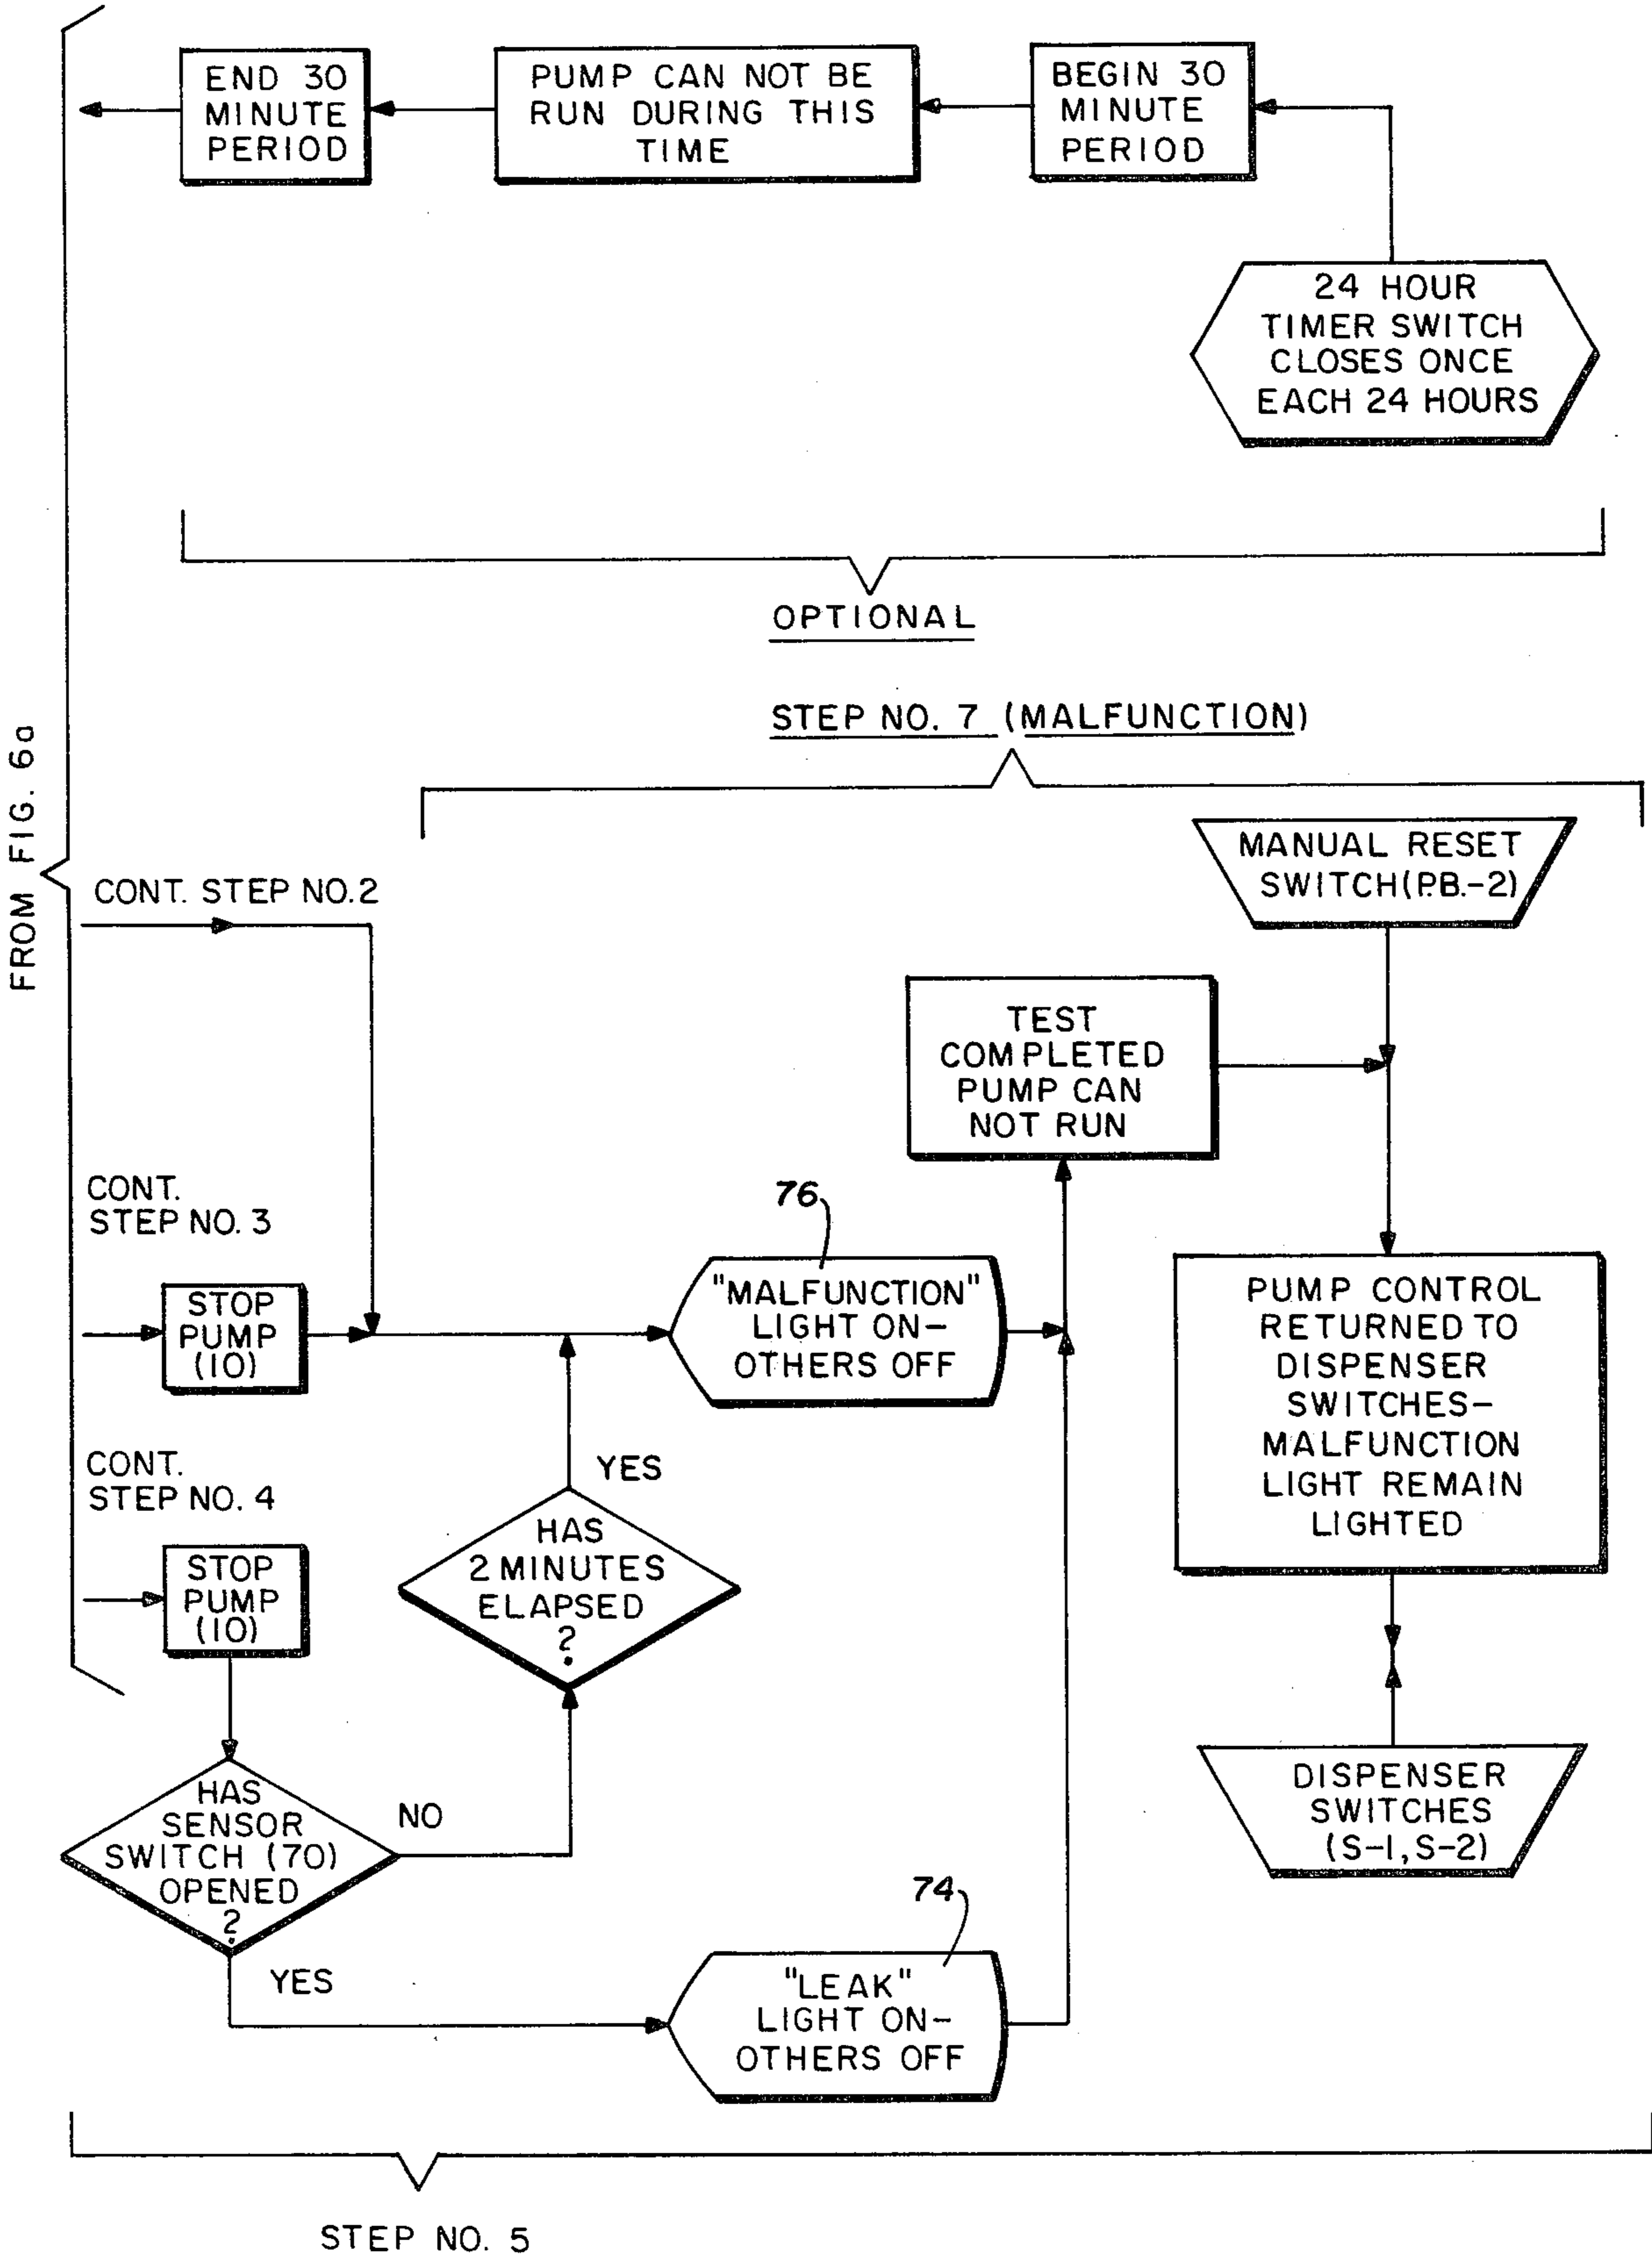 END 30
MINUTE
PERIOD
PUMP CAN NOT BE
RUN DURING THIS
TIME
BEGIN 30
MINUTE
PERIOD
24 HOUR
TIMER SWITCH
CLOSES ONCE
EACH 24 HOURS
OPTIONAL
STEP NO. 7 (MALFUNCTION)
FROM FIG. 6a
CONT. STEP NO.2
MANUAL RESET
SWITCH(P.B.-2)
TEST
COMPLETED
PUMP CAN
NOT RUN
CONT.
STEP NO. 3
STOP
PUMP
(10)
76
"MALFUNCTION"
LIGHT ON-
OTHERS OFF
PUMP CONTROL
RETURNED TO
DISPENSER
SWITCHES-
MALFUNCTION
LIGHT REMAIN
LIGHTED
CONT.
STEP NO. 4
STOP
PUMP
(10)
YES
HAS
2 MINUTES
ELAPSED
?
HAS
SENSOR
SWITCH (70)
OPENED
?
NO
YES
DISPENSER
SWITCHES
(S-1, S-2)
74
"LEAK"
LIGHT ON-
OTHERS OFF
STEP NO. 5